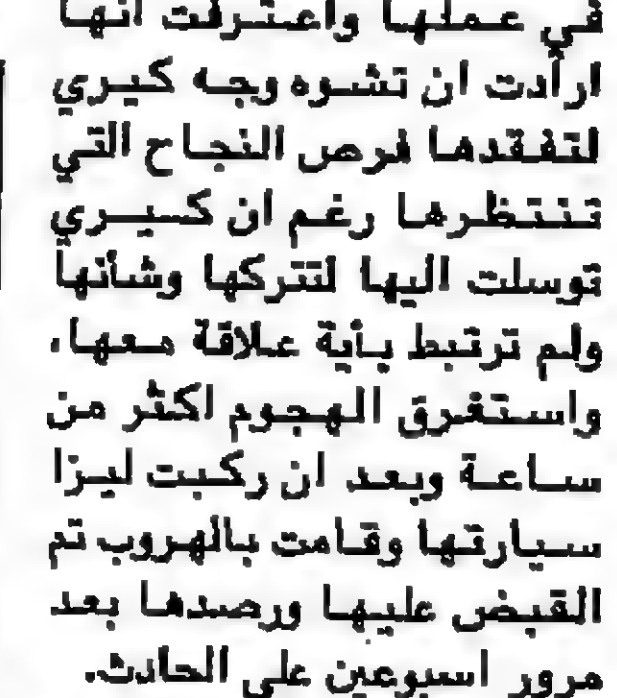 في عملها واعترفت انها
ارادت ان تشوه وجه كيري
لتفقدها فرص النجاح التي
تنتظرها رغم ان كيري
توسلت اليها لتتركها وشأنها
ولم ترتبط بأية علاقة معها،
واستغرق الهجوم اكثر من
ساعة وبعد ان ركبت ليزا
سيارتها وقامت بالهروب تم
القبض عليها ورصدها بعد
مرور اسبوعين على الحادث.